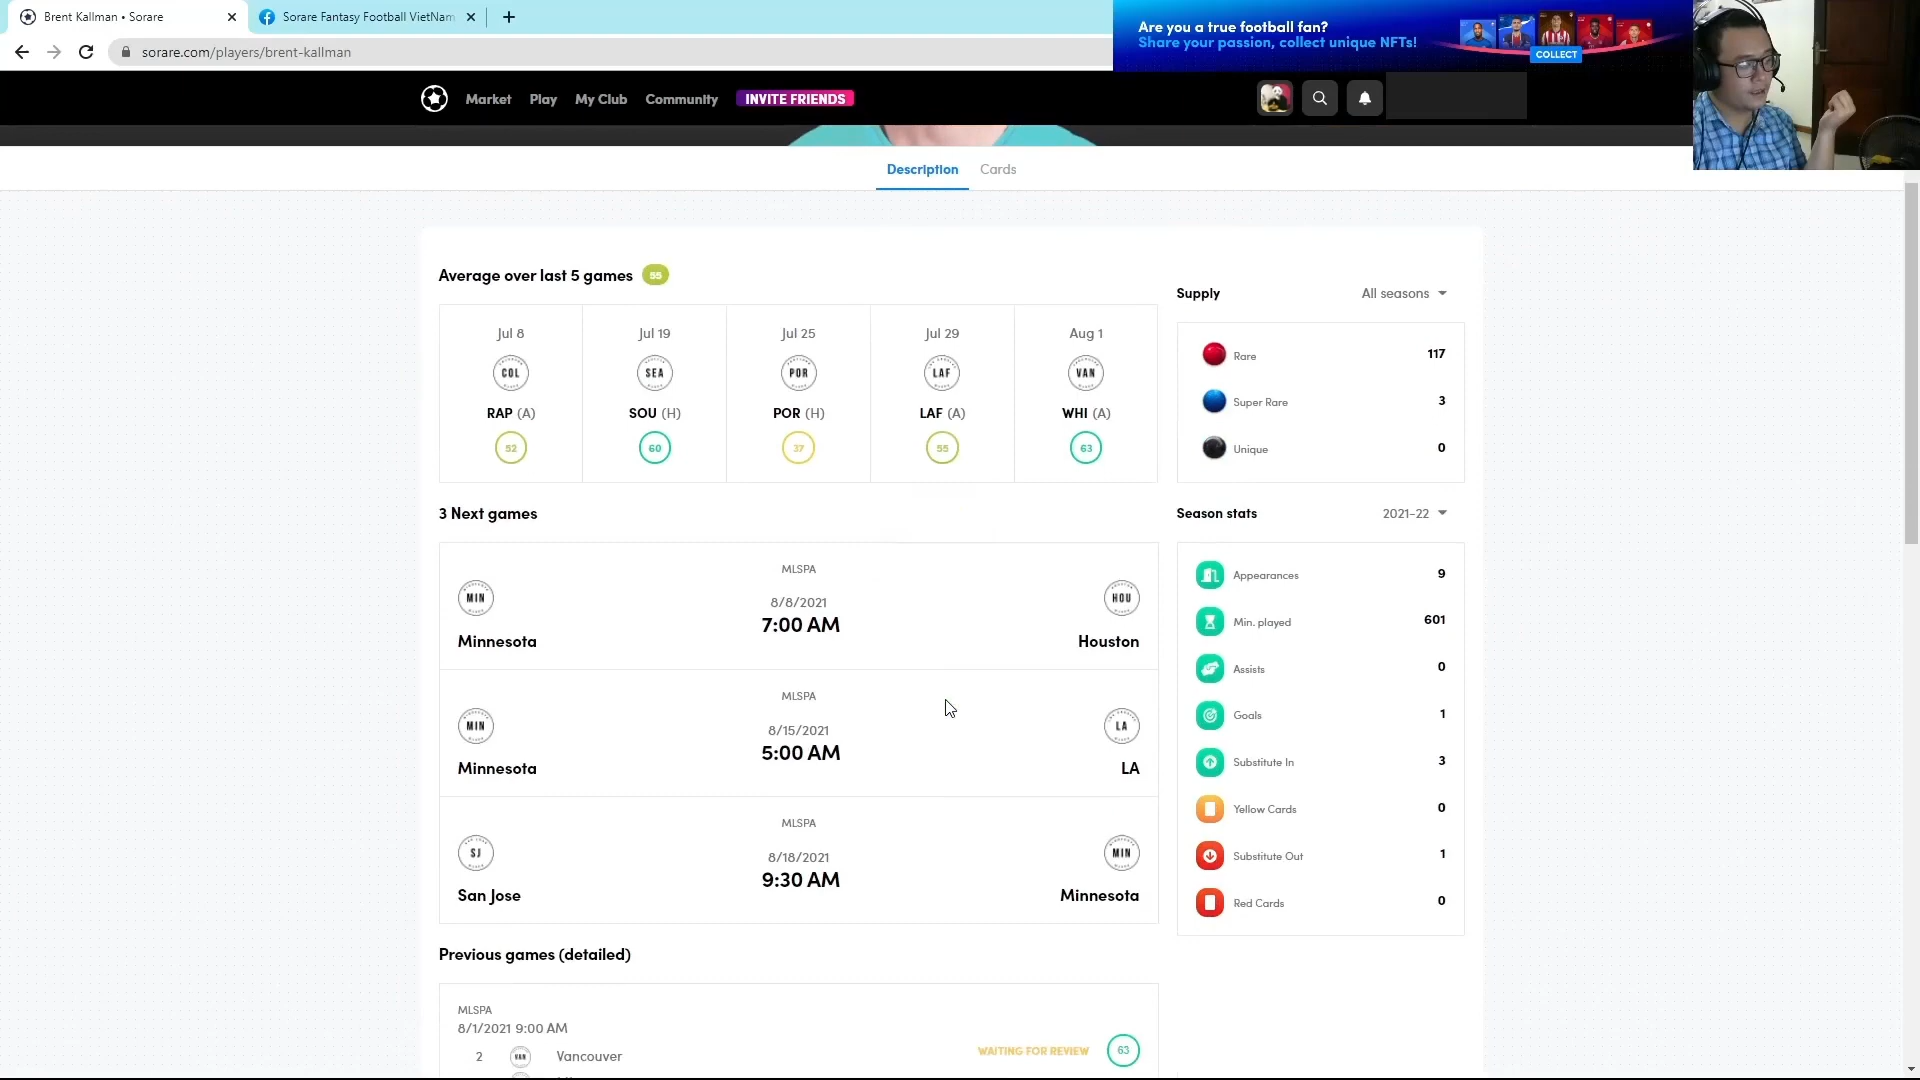 Brent Kallman • Sorare
Sorare Fantasy Football VietNam
sorare.com/players/brent-kallman
Are you a true football fan?
Share your passion, collect unique NFTs!
COLLECT
Market
Play
My Club
Community
INVITE FRIENDS
Description
Cards
Average over last 5 games 55
Jul 8
Jul 19
Jul 25
Jul 29
Aug 1
COL
SEA
POR
LAF
VAN
RAP (A)
SOU (H)
POR (H)
LAF (A)
WHI (A)
52
60
37
55
63
Supply
All seasons
Rare 117
Super Rare 3
Unique 0
3 Next games
MLSPA
MIN
8/8/2021
7:00 AM
HOU
Minnesota
Houston
MLSPA
MIN
8/15/2021
5:00 AM
LA
Minnesota
LA
MLSPA
SJ
8/18/2021
9:30 AM
MIN
San Jose
Minnesota
Season stats
2021-22
Appearances 9
Min. played 601
Assists 0
Goals 1
Substitute In 3
Yellow Cards 0
Substitute Out 1
Red Cards 0
Previous games (detailed)
MLSPA
8/1/2021 9:00 AM
2 VAN Vancouver
WAITING FOR REVIEW 63